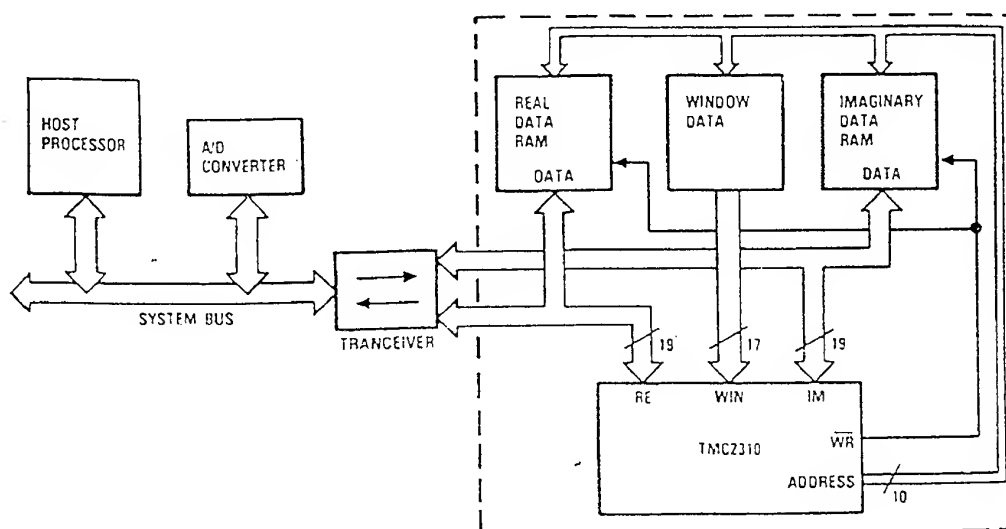 HOST
PROCESSOR
A/D
CONVERTER
REAL
DATA
RAM
DATA
WINDOW
DATA
IMAGINARY
DATA
RAM
DATA
SYSTEM BUS
TRANCEIVER
19
17
19
RE
WIN
IM
TMC2310
WR
ADDRESS
10